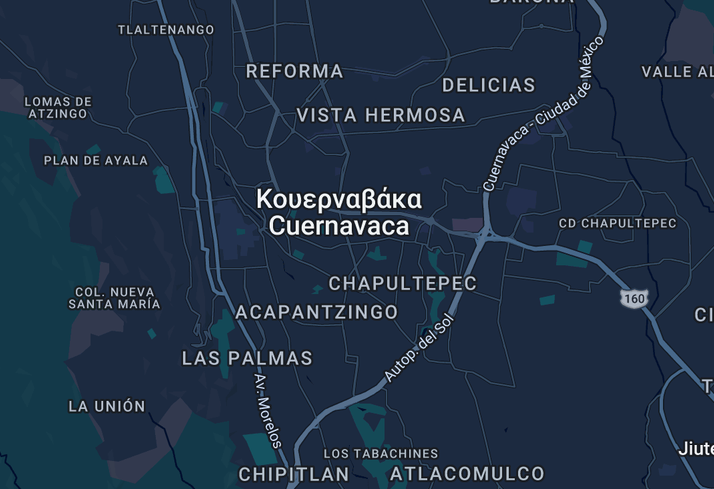 BARONA
TLALTENANGO
REFORMA
DELICIAS
VALLE AL
LOMAS DE
ATZINGO
VISTA HERMOSA
Cuernavaca - Ciudad de México
PLAN DE AYALA
Κουερναβάκα
Cuernavaca
CD CHAPULTEPEC
CHAPULTEPEC
COL. NUEVA
SANTA MARÍA
160
ACAPANTZINGO
CI
Autop. del Sol
LAS PALMAS
Av. Morelos
T
LA UNIÓN
LOS TABACHINES
Jiute
CHIPITLAN
ATLACOMULCO